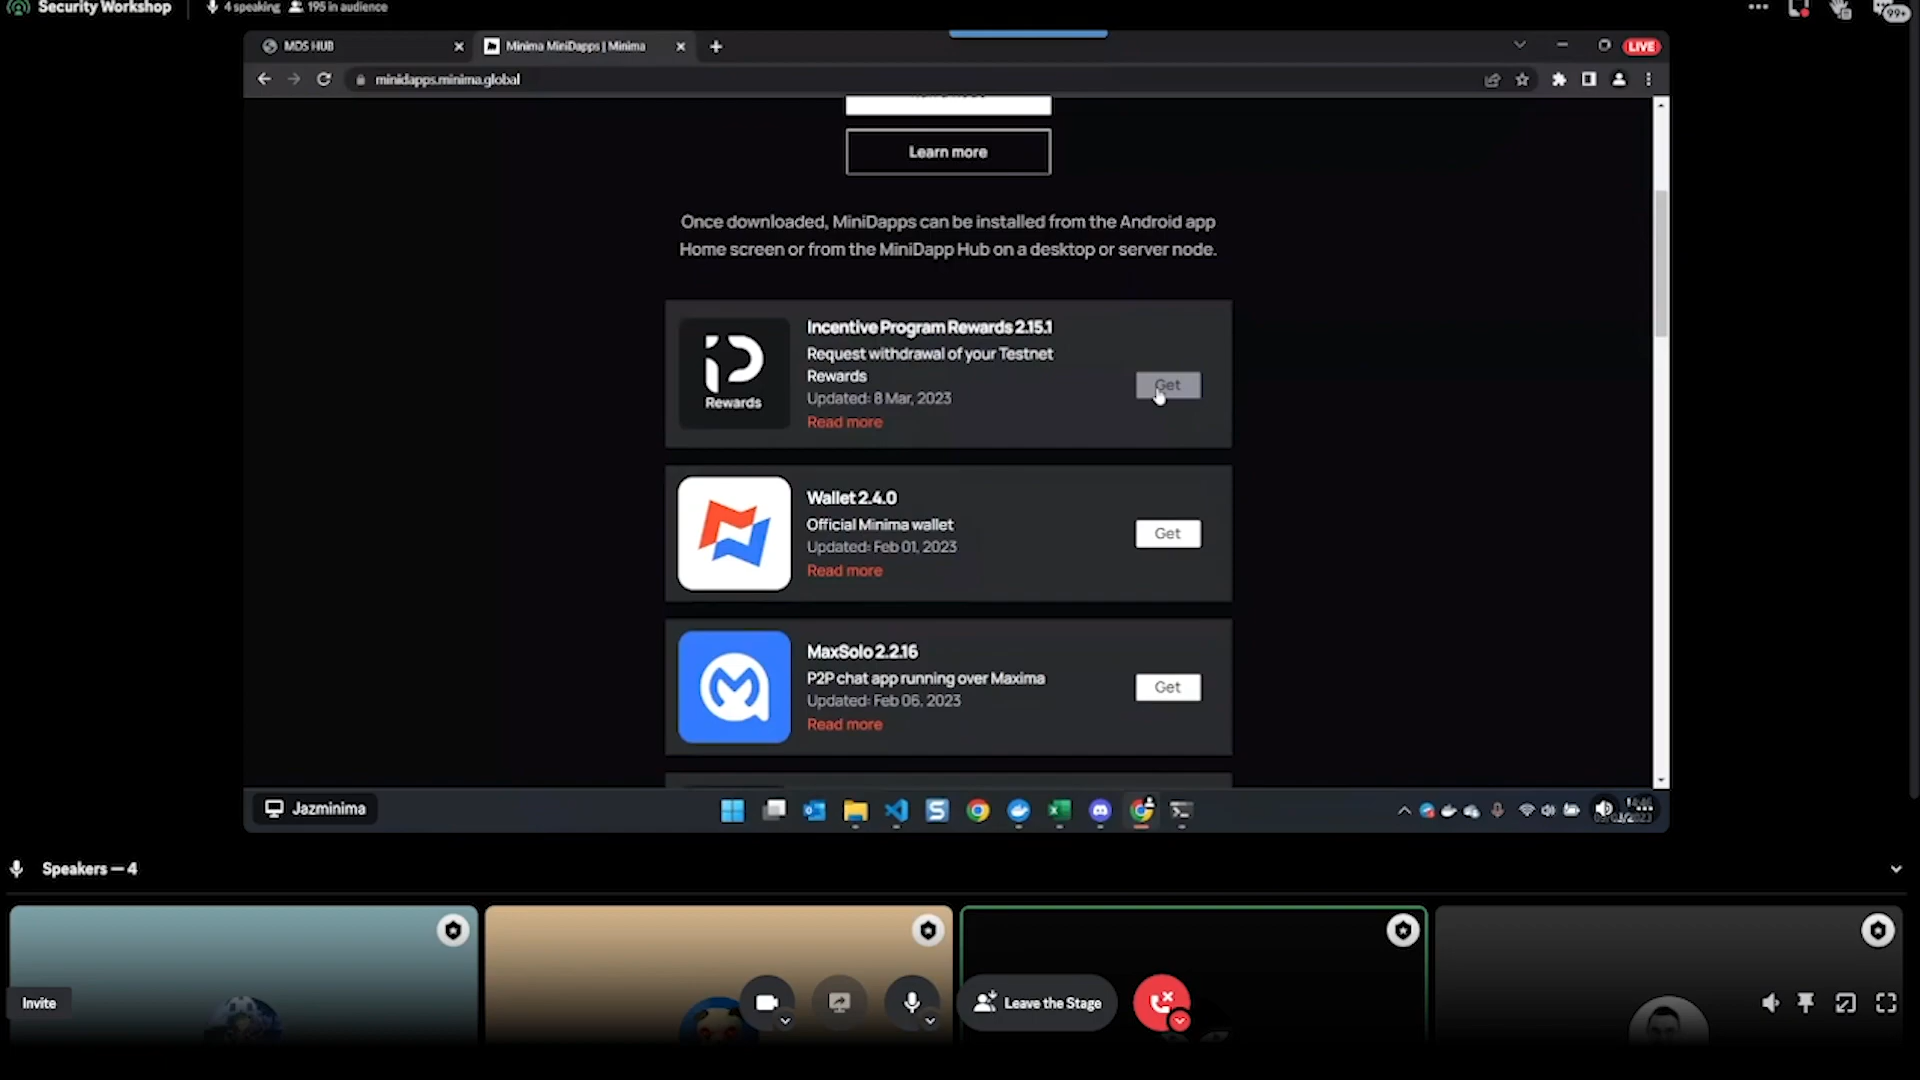 Security Workshop
4 speaking
195 in audience
99+
MDS HUB
Minima MiniDapps | Minima
LIVE
minidapps.minima.global
Learn more
Once downloaded, MiniDapps can be installed from the Android app
Home screen or from the MiniDapp Hub on a desktop or server node.
Rewards
Incentive Program Rewards 2.15.1
Request withdrawal of your Testnet
Rewards
Updated: 8 Mar, 2023
Read more
Get
Wallet 2.4.0
Official Minima wallet
Updated: Feb 01, 2023
Read more
Get
MaxSolo 2.2.16
P2P chat app running over Maxima
Updated: Feb 06, 2023
Read more
Get
Jazminima
Speakers — 4
Invite
Leave the Stage